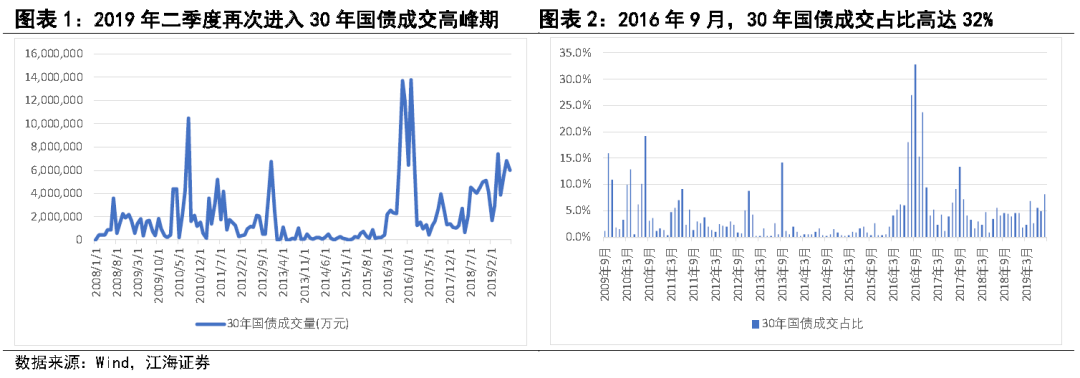 图表 1：2019 年二季度再次进入 30 年国债成交高峰期
16,000,000
14,000,000
12,000,000
10,000,000
8,000,000
6,000,000
4,000,000
2,000,000
0
2008/1/1
2008/8/1
2009/3/1
2009/10/1
2010/5/1
2010/12/1
2011/7/1
2012/2/1
2012/9/1
2013/4/1
2013/11/1
2014/6/1
2015/1/1
2015/8/1
2016/3/1
2016/10/1
2017/5/1
2017/12/1
2018/7/1
2019/2/1
30年国债成交量(万元)
图表 2：2016 年 9 月，30 年国债成交占比高达 32%
35.0%
30.0%
25.0%
20.0%
15.0%
10.0%
5.0%
0.0%
2009年9月
2010年3月
2010年9月
2011年3月
2011年9月
2012年3月
2012年9月
2013年3月
2013年9月
2014年3月
2014年9月
2015年3月
2015年9月
2016年3月
2016年9月
2017年3月
2017年9月
2018年3月
2018年9月
2019年3月
30年国债成交占比
数据来源：Wind，江海证券